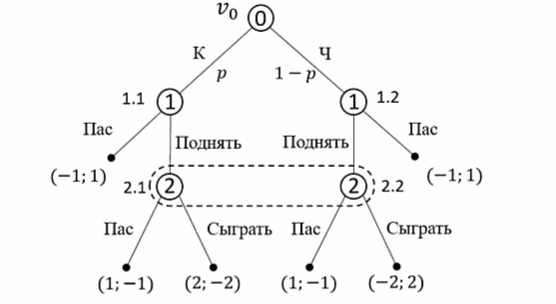 v₀ 0
К Ч
p 1 − p
1.1 1 1 1.2
Пас Поднять Поднять Пас
(−1; 1) (−1; 1)
2.1 2 2 2.2
Пас Сыграть Пас Сыграть
(1; −1) (2; −2) (1; −1) (−2; 2)